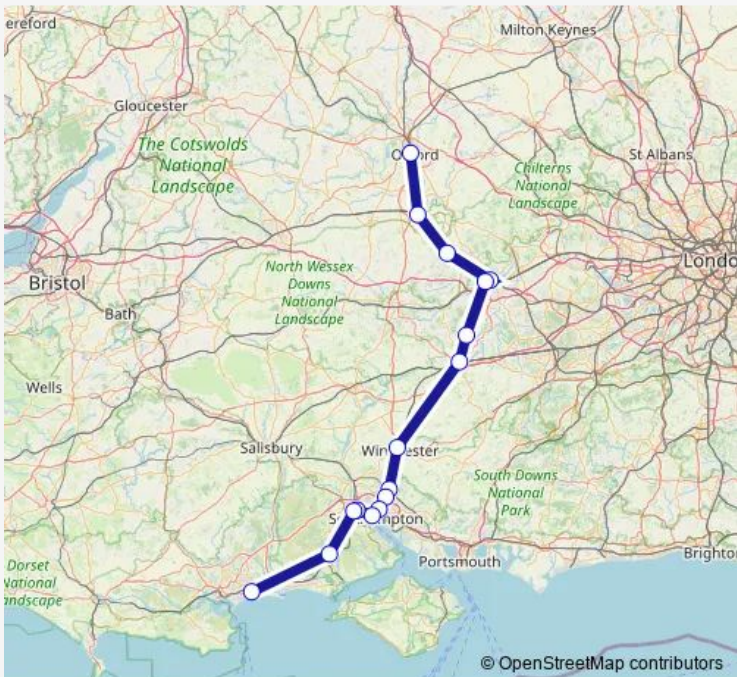 ereford
Milton Keynes
Gloucester
The Cotswolds
National
Landscape
St Albans
Chilterns
National
Landscape
Bristol
Bath
North Wessex
Downs
National
Landscape
Wells
Salisbury
South Downs
National
Park
Portsmouth
Brighton
Dorset
National
andscape
© OpenStreetMap contributors